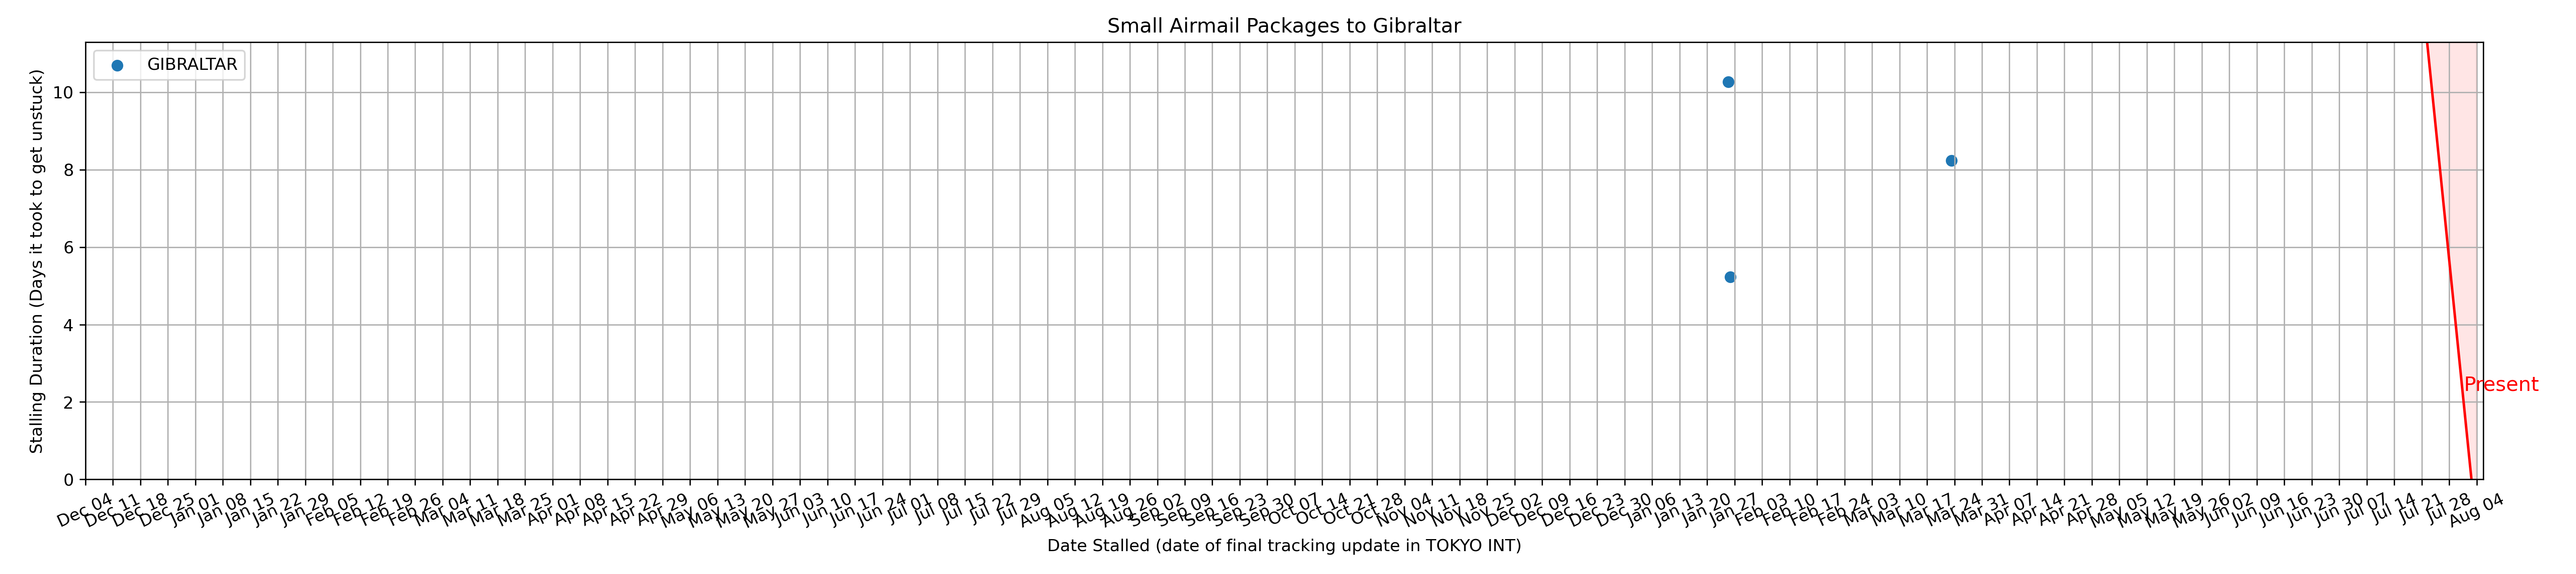 Small Airmail Packages to Gibraltar
GIBRALTAR
Stalling Duration (Days it took to get unstuck)
10
8
6
4
2
0
Present
Dec 04
Dec 11
Dec 18
Dec 25
Jan 01
Jan 08
Jan 15
Jan 22
Jan 29
Feb 05
Feb 12
Feb 19
Feb 26
Mar 04
Mar 11
Mar 18
Mar 25
Apr 01
Apr 08
Apr 15
Apr 22
Apr 29
May 06
May 13
May 20
May 27
Jun 03
Jun 10
Jun 17
Jun 24
Jul 01
Jul 08
Jul 15
Jul 22
Jul 29
Aug 05
Aug 12
Aug 19
Aug 26
Sep 02
Sep 09
Sep 16
Sep 23
Sep 30
Oct 07
Oct 14
Oct 21
Oct 28
Nov 04
Nov 11
Nov 18
Nov 25
Dec 02
Dec 09
Dec 16
Dec 23
Dec 30
Jan 06
Jan 13
Jan 20
Jan 27
Feb 03
Feb 10
Feb 17
Feb 24
Mar 03
Mar 10
Mar 17
Mar 24
Mar 31
Apr 07
Apr 14
Apr 21
Apr 28
May 05
May 12
May 19
May 26
Jun 02
Jun 09
Jun 16
Jun 23
Jun 30
Jul 07
Jul 14
Jul 21
Jul 28
Aug 04
Date Stalled (date of final tracking update in TOKYO INT)